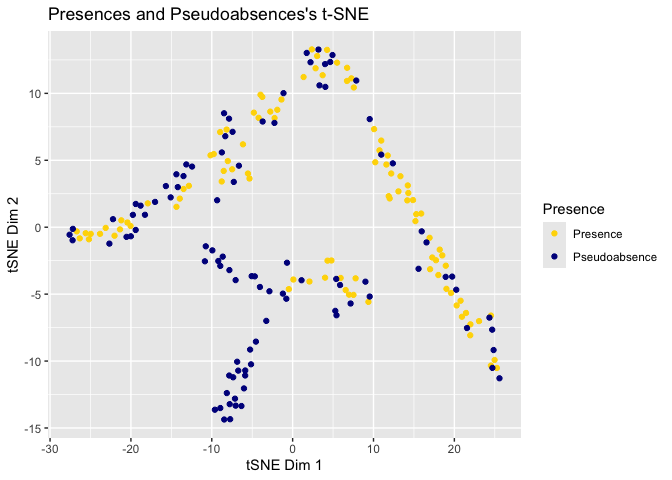 Presences and Pseudoabsences's t-SNE
10
5
0
-5
-10
-15
tSNE Dim 2
-30
-20
-10
0
10
20
tSNE Dim 1
Presence
Presence
Pseudoabsence